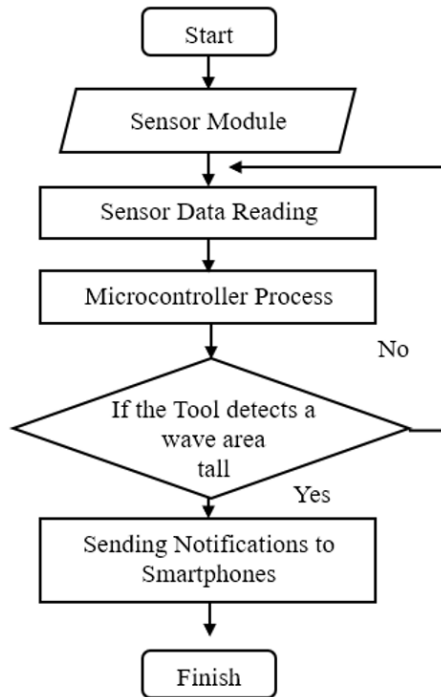 Start
Sensor Module
Sensor Data Reading
Microcontroller Process
No
If the Tool detects a
wave area
tall
Yes
Sending Notifications to
Smartphones
Finish